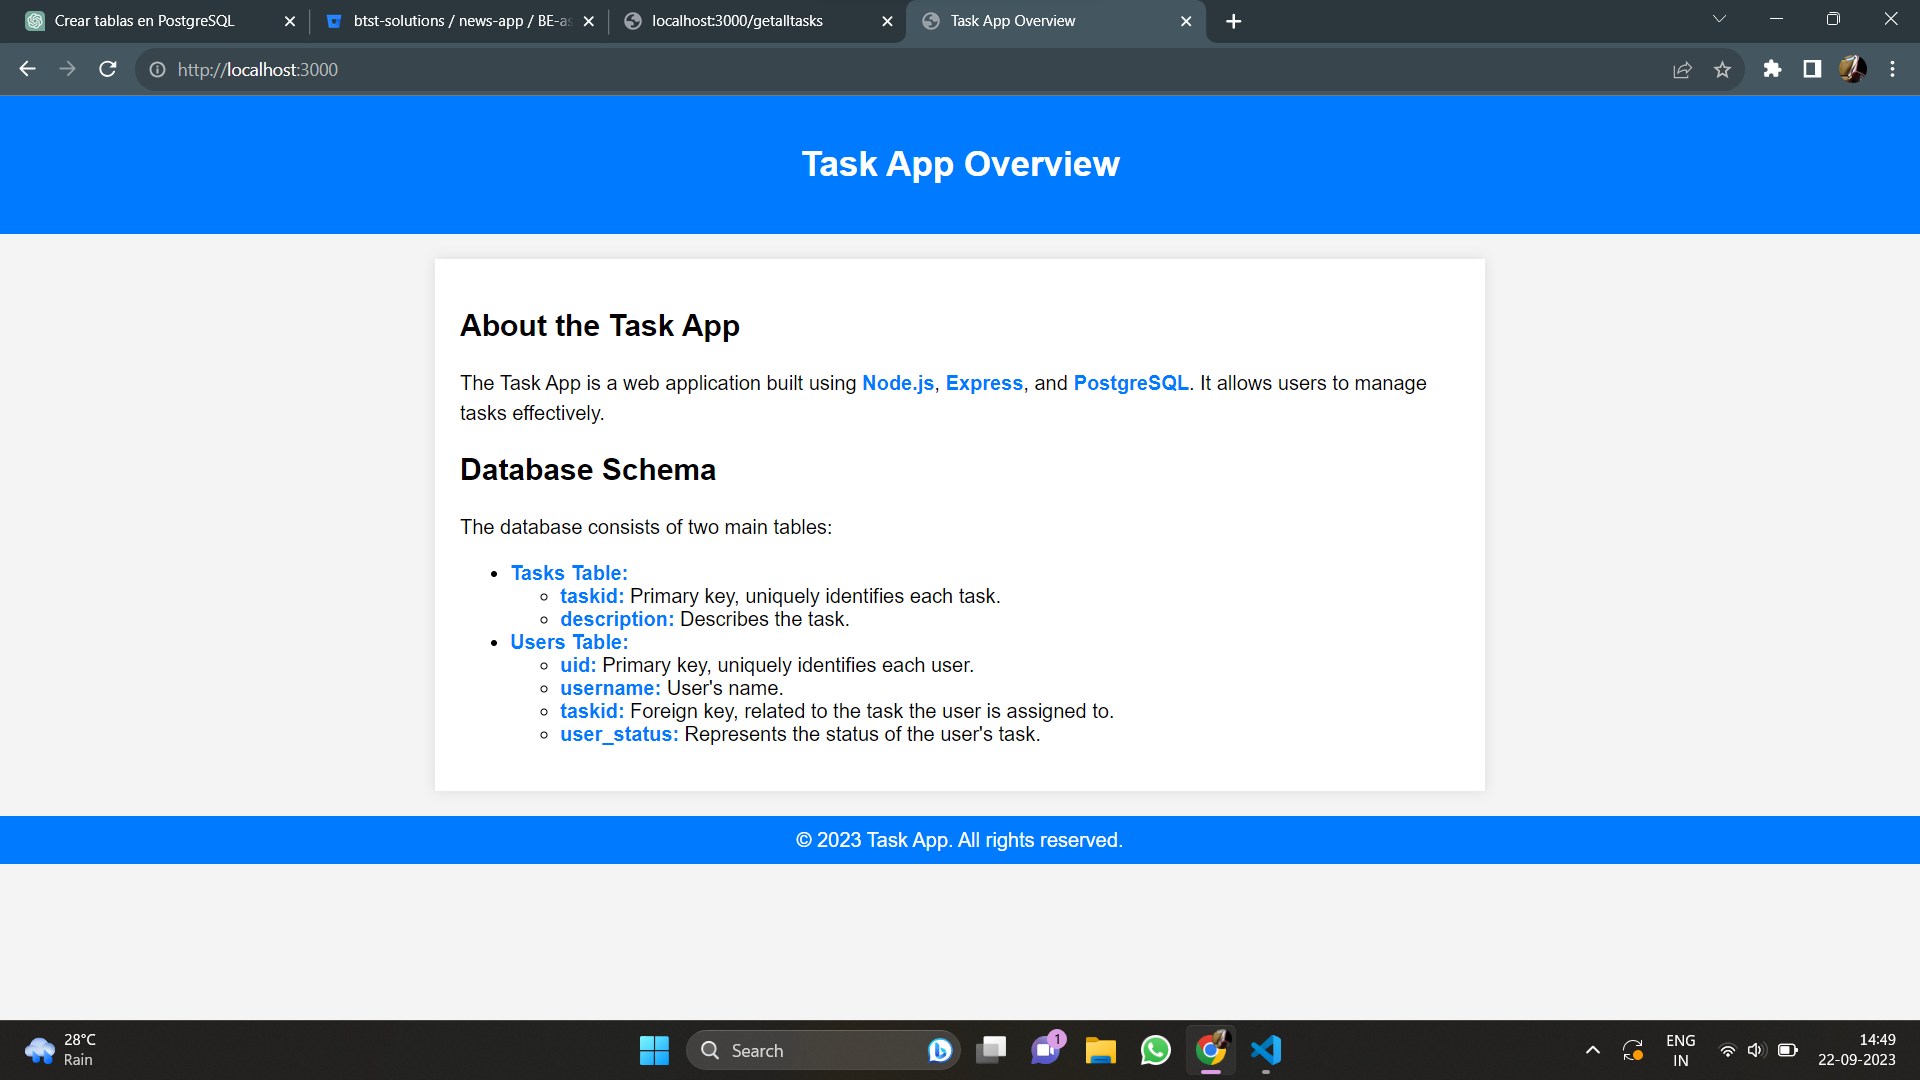 Crear tablas en PostgreSQL
btst-solutions / news-app / BE-as
localhost:3000/getalltasks
Task App Overview
http://localhost:3000
Task App Overview
About the Task App
The Task App is a web application built using Node.js, Express, and PostgreSQL. It allows users to manage
tasks effectively.
Database Schema
The database consists of two main tables:
Tasks Table:
taskid: Primary key, uniquely identifies each task.
description: Describes the task.
Users Table:
uid: Primary key, uniquely identifies each user.
username: User's name.
taskid: Foreign key, related to the task the user is assigned to.
user_status: Represents the status of the user's task.
© 2023 Task App. All rights reserved.
28°C
Rain
Search
1
ENG
IN
14:49
22-09-2023